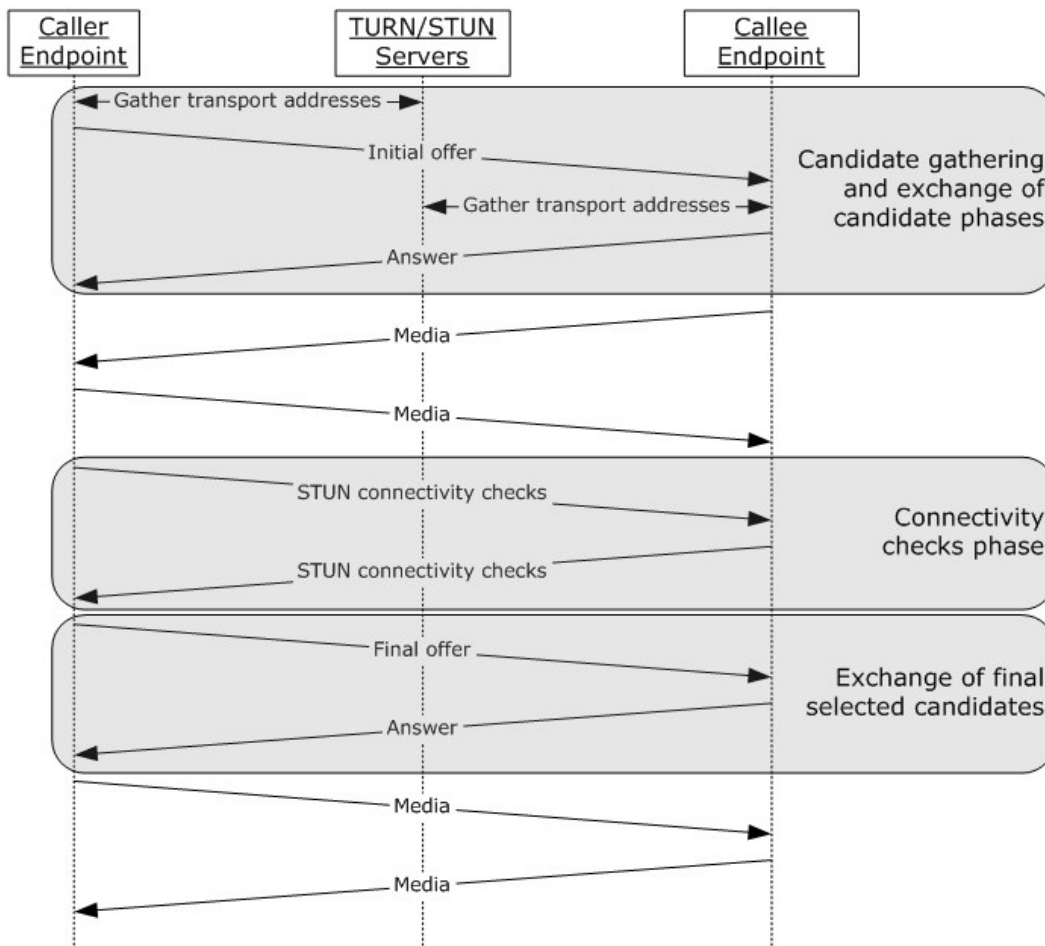 Caller
Endpoint
TURN/STUN
Servers
Callee
Endpoint
Gather transport addresses
Initial offer
Candidate gathering
and exchange of
candidate phases
Gather transport addresses
Answer
Media
Media
STUN connectivity checks
Connectivity
checks phase
STUN connectivity checks
Final offer
Exchange of final
selected candidates
Answer
Media
Media